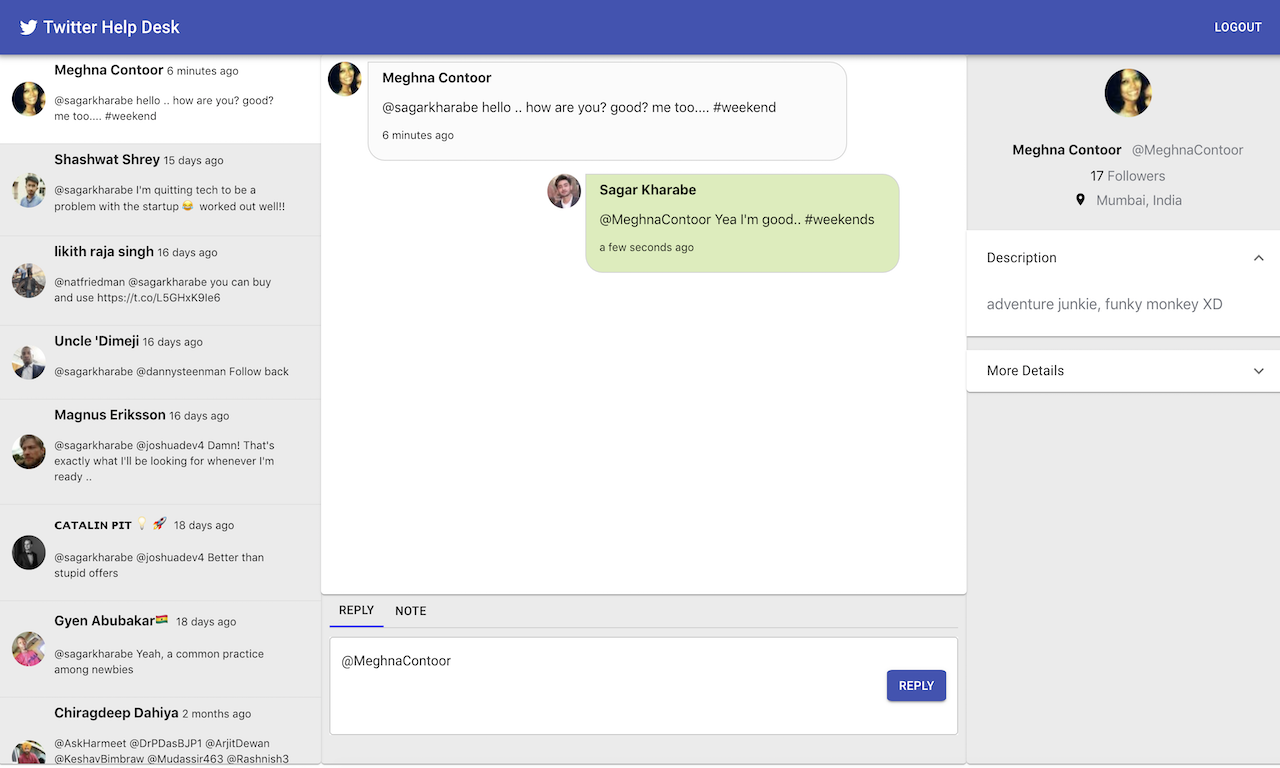 Twitter Help Desk
LOGOUT
Meghna Contoor 6 minutes ago
@sagarkharabe hello .. how are you? good?
me too.... #weekend
Shashwat Shrey 15 days ago
@sagarkharabe I'm quitting tech to be a
problem with the startup 😂 worked out well!!
likith raja singh 16 days ago
@natfriedman @sagarkharabe you can buy
and use https://t.co/L5GHxK9Ie6
Uncle 'Dimeji 16 days ago
@sagarkharabe @dannysteenman Follow back
Magnus Eriksson 16 days ago
@sagarkharabe @joshuadev4 Damn! That's
exactly what I'll be looking for whenever I'm
ready ..
ᴄᴀᴛᴀʟɪɴ ᴘɪᴛ 💡 🚀 18 days ago
@sagarkharabe @joshuadev4 Better than
stupid offers
Gyen Abubakar🇬🇭 18 days ago
@sagarkharabe Yeah, a common practice
among newbies
Chiragdeep Dahiya 2 months ago
@AskHarmeet @DrPDasBJP1 @ArjitDewan
@KeshavBimbraw @Mudassir463 @Rashnish3
Meghna Contoor
@sagarkharabe hello .. how are you? good? me too.... #weekend
6 minutes ago
Sagar Kharabe
@MeghnaContoor Yea I'm good.. #weekends
a few seconds ago
REPLY NOTE
@MeghnaContoor
REPLY
Meghna Contoor @MeghnaContoor
17 Followers
Mumbai, India
Description
adventure junkie, funky monkey XD
More Details